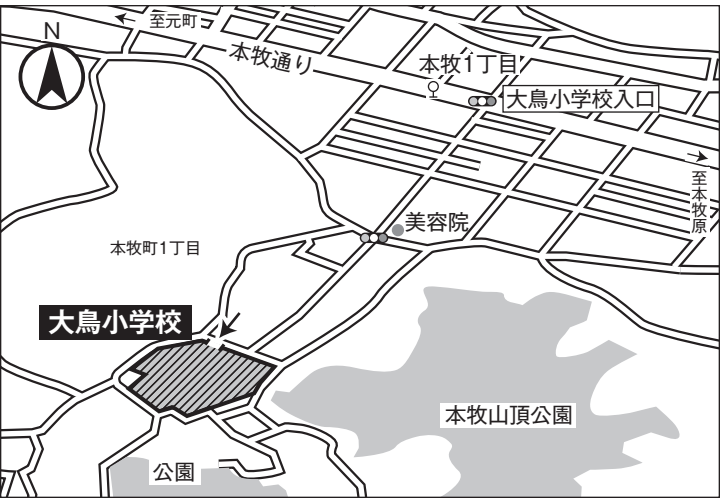 至元町
N
本牧通り
本牧1丁目
大鳥小学校入口
至本牧原
美容院
本牧町1丁目
大鳥小学校
本牧山頂公園
公園